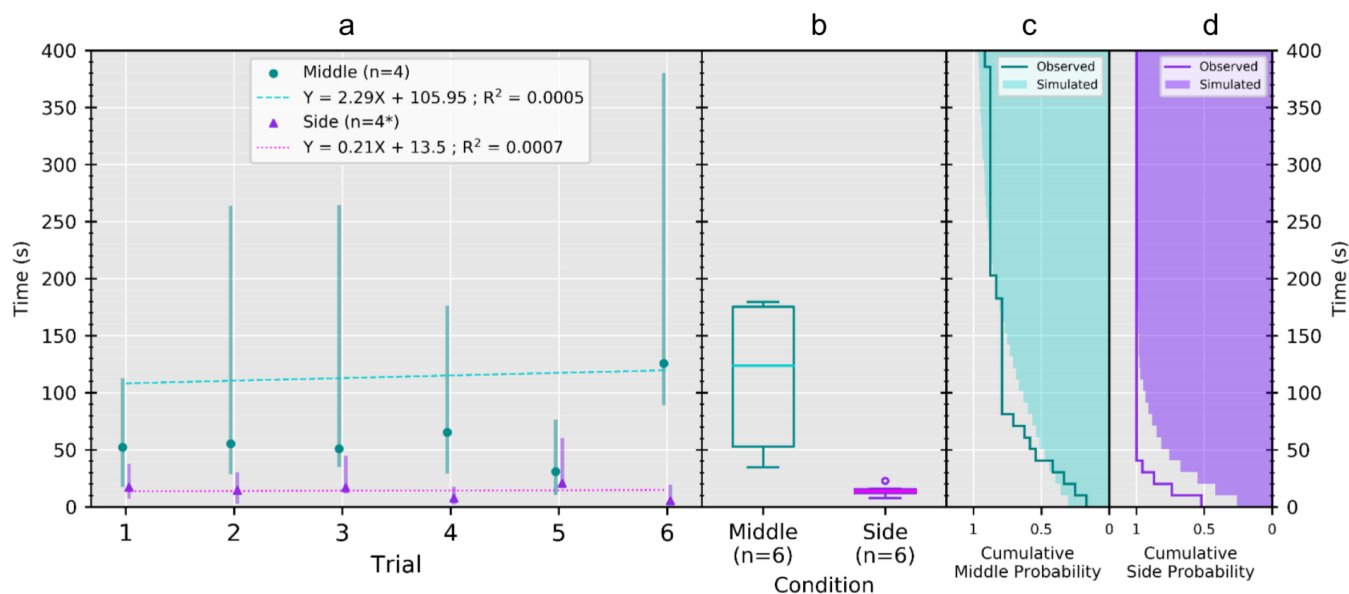 a
b
c
d
400
350
300
250
200
150
100
50
0
Time (s)
Middle (n=4)
Y = 2.29X + 105.95 ; R² = 0.0005
Side (n=4*)
Y = 0.21X + 13.5 ; R² = 0.0007
1
2
3
4
5
6
Trial
Middle
(n=6)
Side
(n=6)
Condition
Observed
Simulated
1
0.5
0
Cumulative
Middle Probability
Observed
Simulated
1
0.5
0
Cumulative
Side Probability
400
350
300
250
200
150
100
50
0
Time (s)